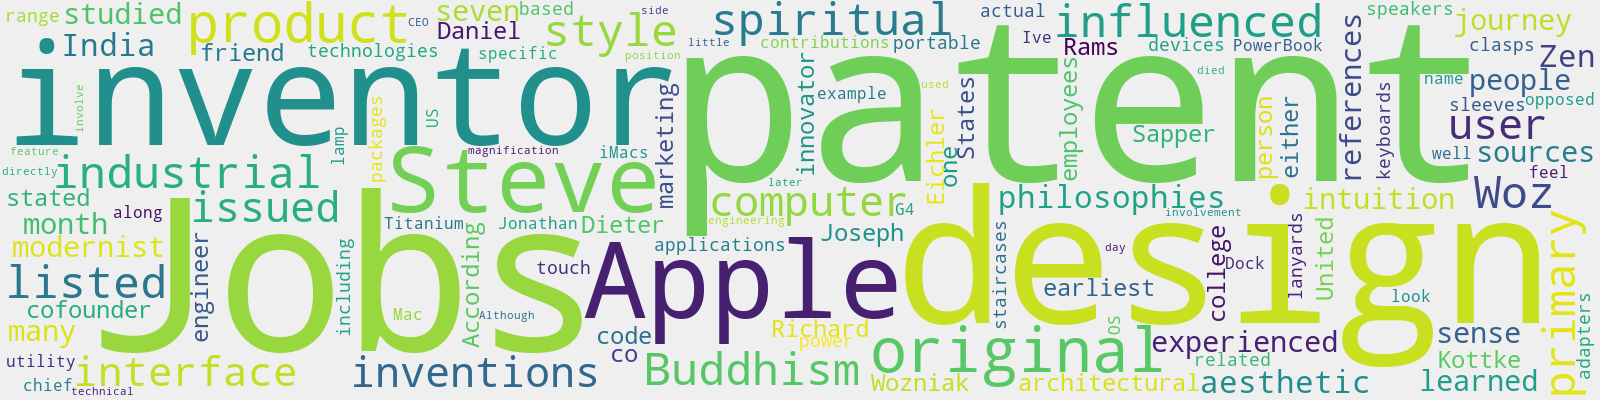 range
studied
product
CEO
seven
based
Daniel
style
side
spiritual
actual
influenced
speakers
journey
India
friend
technologies
specific
position
little
contributions
portable
Ive
Rams
devices
PowerBook
clasps
Zen
inventor
patent
died
used
name
people
involve
packages
US
marketing
innovator
example
States
employees
Sapper
person
either
references
keyboards
sleeves
opposed
user
feature
directly
industrial
lamp
magnification
iMacs
Steve
later
Eichler
one
well
sources
feel
stated
month
along
issued
Titanium
Jonathan
Dieter
computer
G4
engineering
philosophies
involvement
intuition
Woz
modernist
engineer
including
According
touch
applications
Joseph
Jobs
Apple
design
staircases
day
college
Dock
lanyards
United
primary
listed
cofounder
many
Mac
Although
code
co
Richard
power
earliest
OS
look
adapters
original
experienced
sense
utility
interface
inventions
Buddhism
Wozniak
architectural
related
aesthetic
Kottke
learned
chief
technical